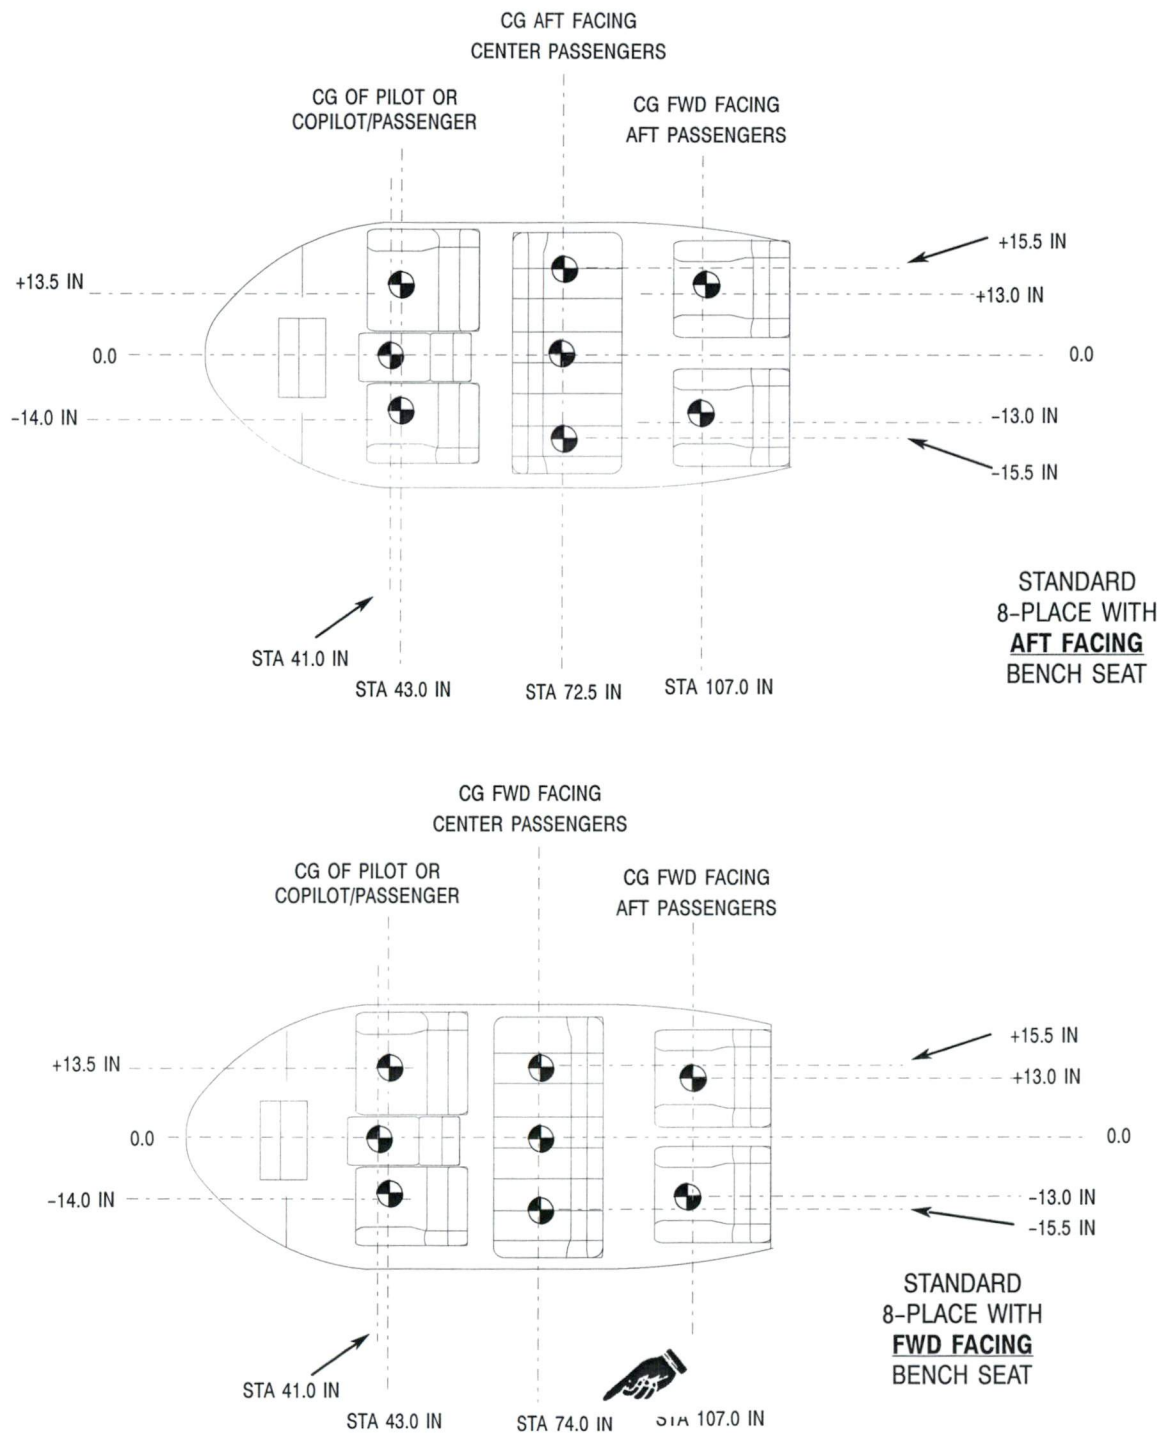 CG AFT FACING
CENTER PASSENGERS
CG OF PILOT OR
COPILOT/PASSENGER
CG FWD FACING
AFT PASSENGERS
+15.5 IN
+13.5 IN
+13.0 IN
0.0
0.0
-14.0 IN
-13.0 IN
-15.5 IN
STANDARD
8-PLACE WITH
AFT FACING
BENCH SEAT
STA 41.0 IN
STA 43.0 IN
STA 72.5 IN
STA 107.0 IN
CG FWD FACING
CENTER PASSENGERS
CG OF PILOT OR
COPILOT/PASSENGER
CG FWD FACING
AFT PASSENGERS
+15.5 IN
+13.5 IN
+13.0 IN
0.0
0.0
-14.0 IN
-13.0 IN
-15.5 IN
STANDARD
8-PLACE WITH
FWD FACING
BENCH SEAT
STA 41.0 IN
STA 43.0 IN
STA 74.0 IN
STA 107.0 IN